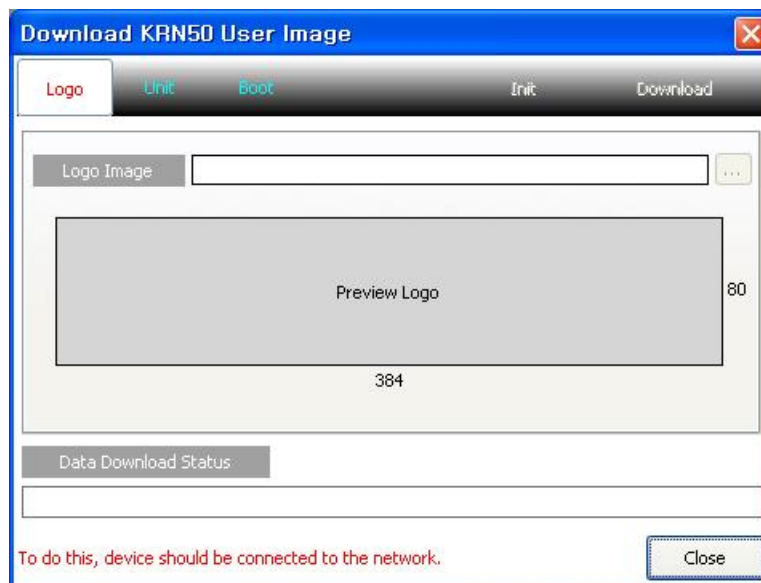 Download KRN50 User Image
Logo Unit Boot Init Download
Logo Image ...
Preview Logo
80
384
Data Download Status
To do this, device should be connected to the network. Close